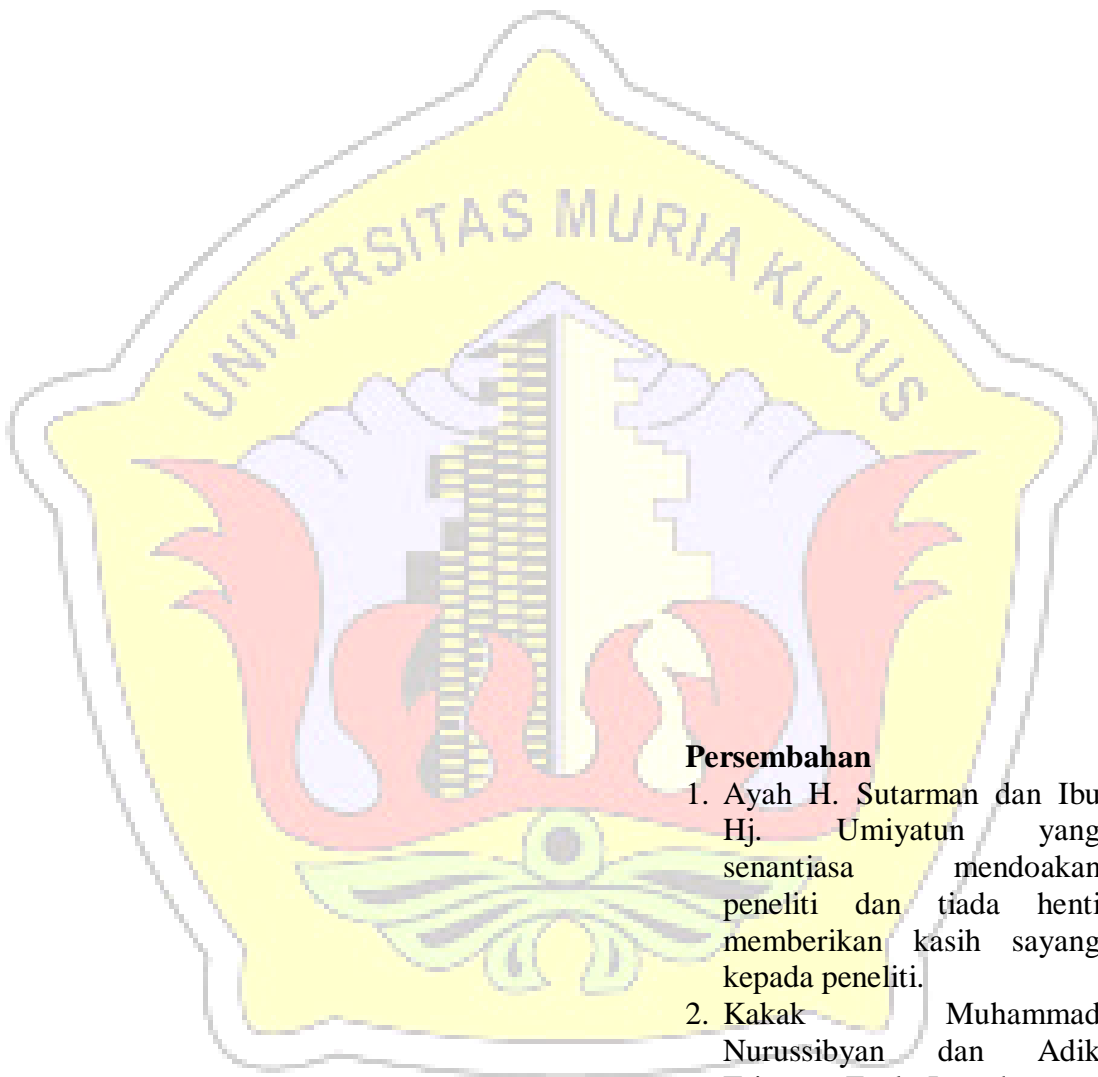 UNIVERSITAS MURIA KUDUS
Persembahan
1. Ayah H. Sutarman dan Ibu
Hj. Umiyatun yang
senantiasa mendoakan
peneliti dan tiada henti
memberikan kasih sayang
kepada peneliti.
2. Kakak Muhammad
Nurussibyan dan Adik